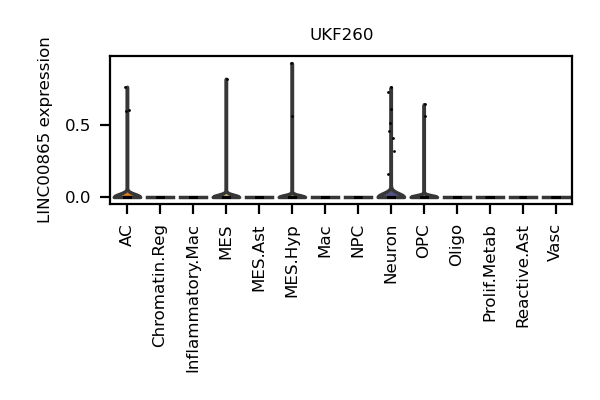 UKF260
LINC00865 expression
0.5
0.0
AC
Chromatin.Reg
Inflammatory.Mac
MES
MES.Ast
MES.Hyp
Mac
NPC
Neuron
OPC
Oligo
Prolif.Metab
Reactive.Ast
Vasc